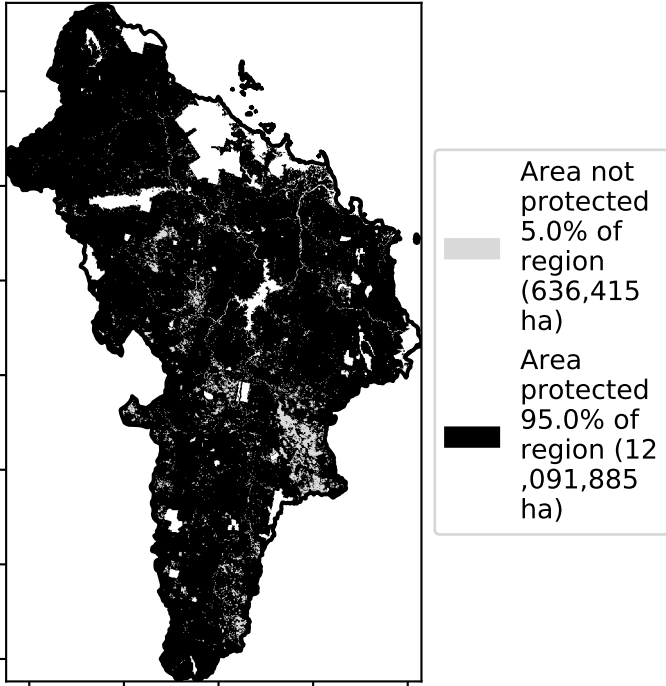 Area not
protected
5.0% of
region
(636,415
ha)
Area
protected
95.0% of
region (12
,091,885
ha)